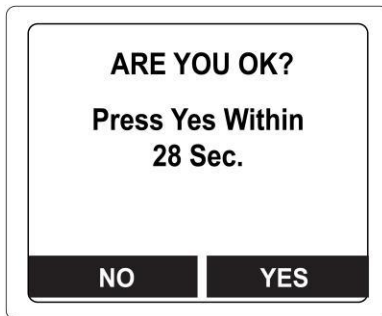 ARE YOU OK?
Press Yes Within
28 Sec.
NO YES